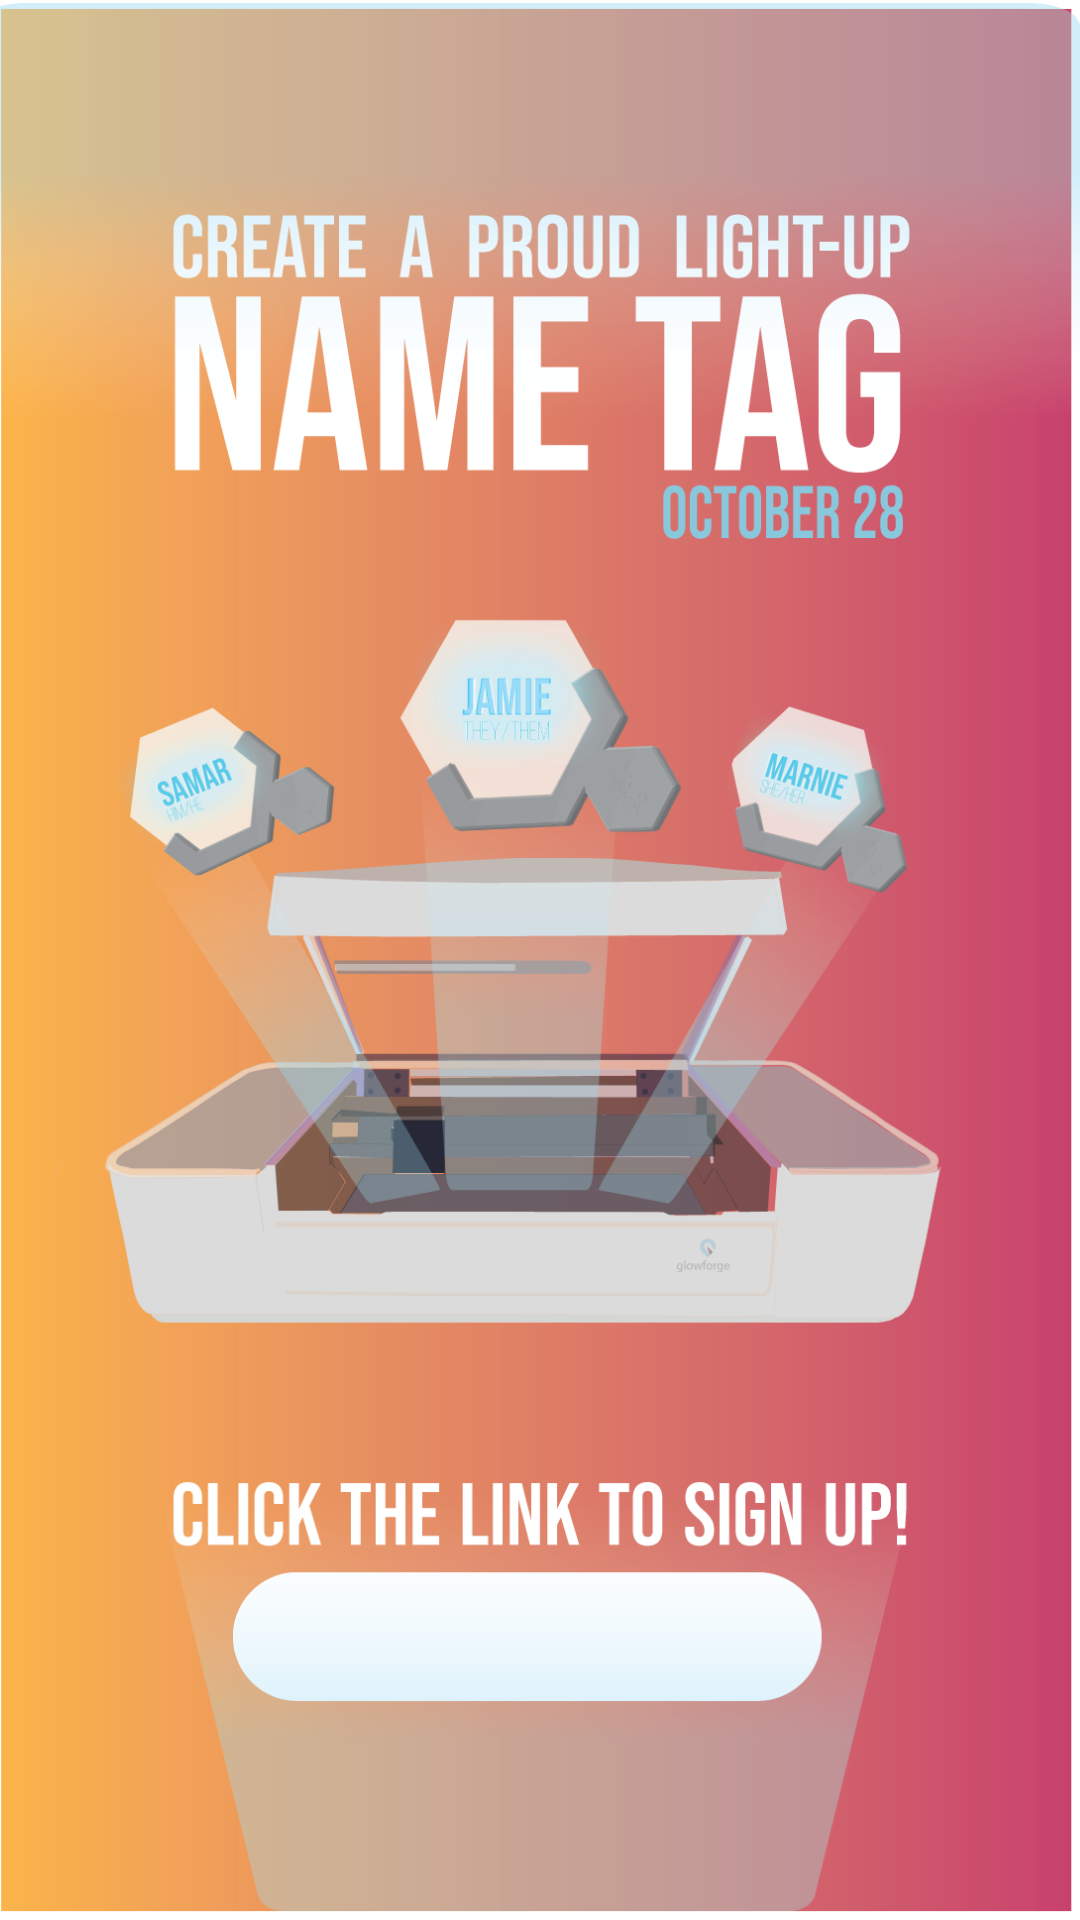 CREATE A PROUD LIGHT-UP
NAME TAG
OCTOBER 28
JAMIE
THEY/THEM
SAMAR
HIM/HE
MARNIE
SHE/HER
glowforge
CLICK THE LINK TO SIGN UP!